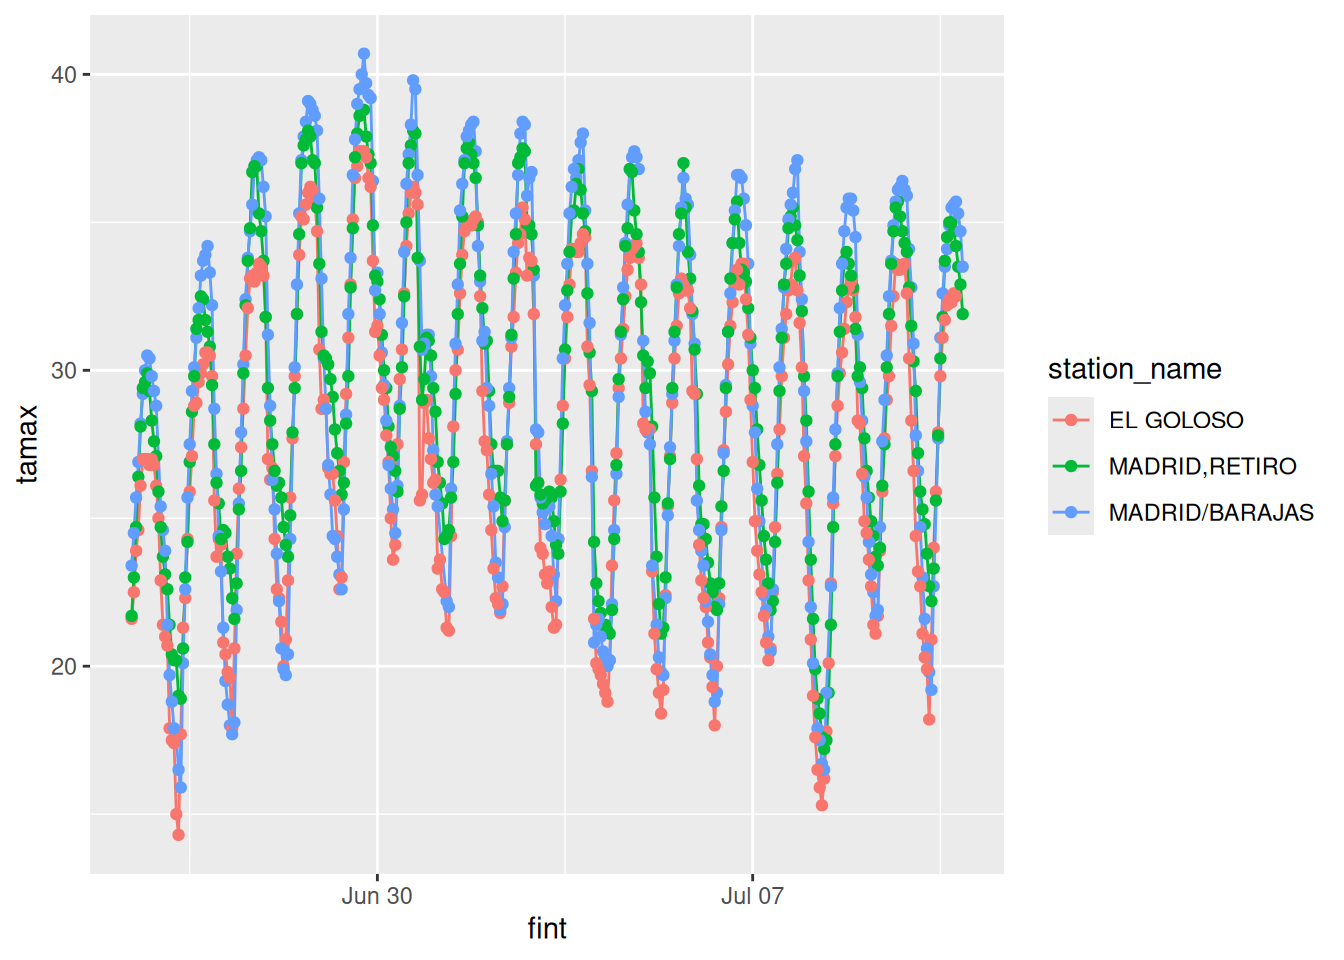 40
30
20
tamax
Jun 30
Jul 07
fint
station_name
EL GOLOSO
MADRID,RETIRO
MADRID/BARAJAS